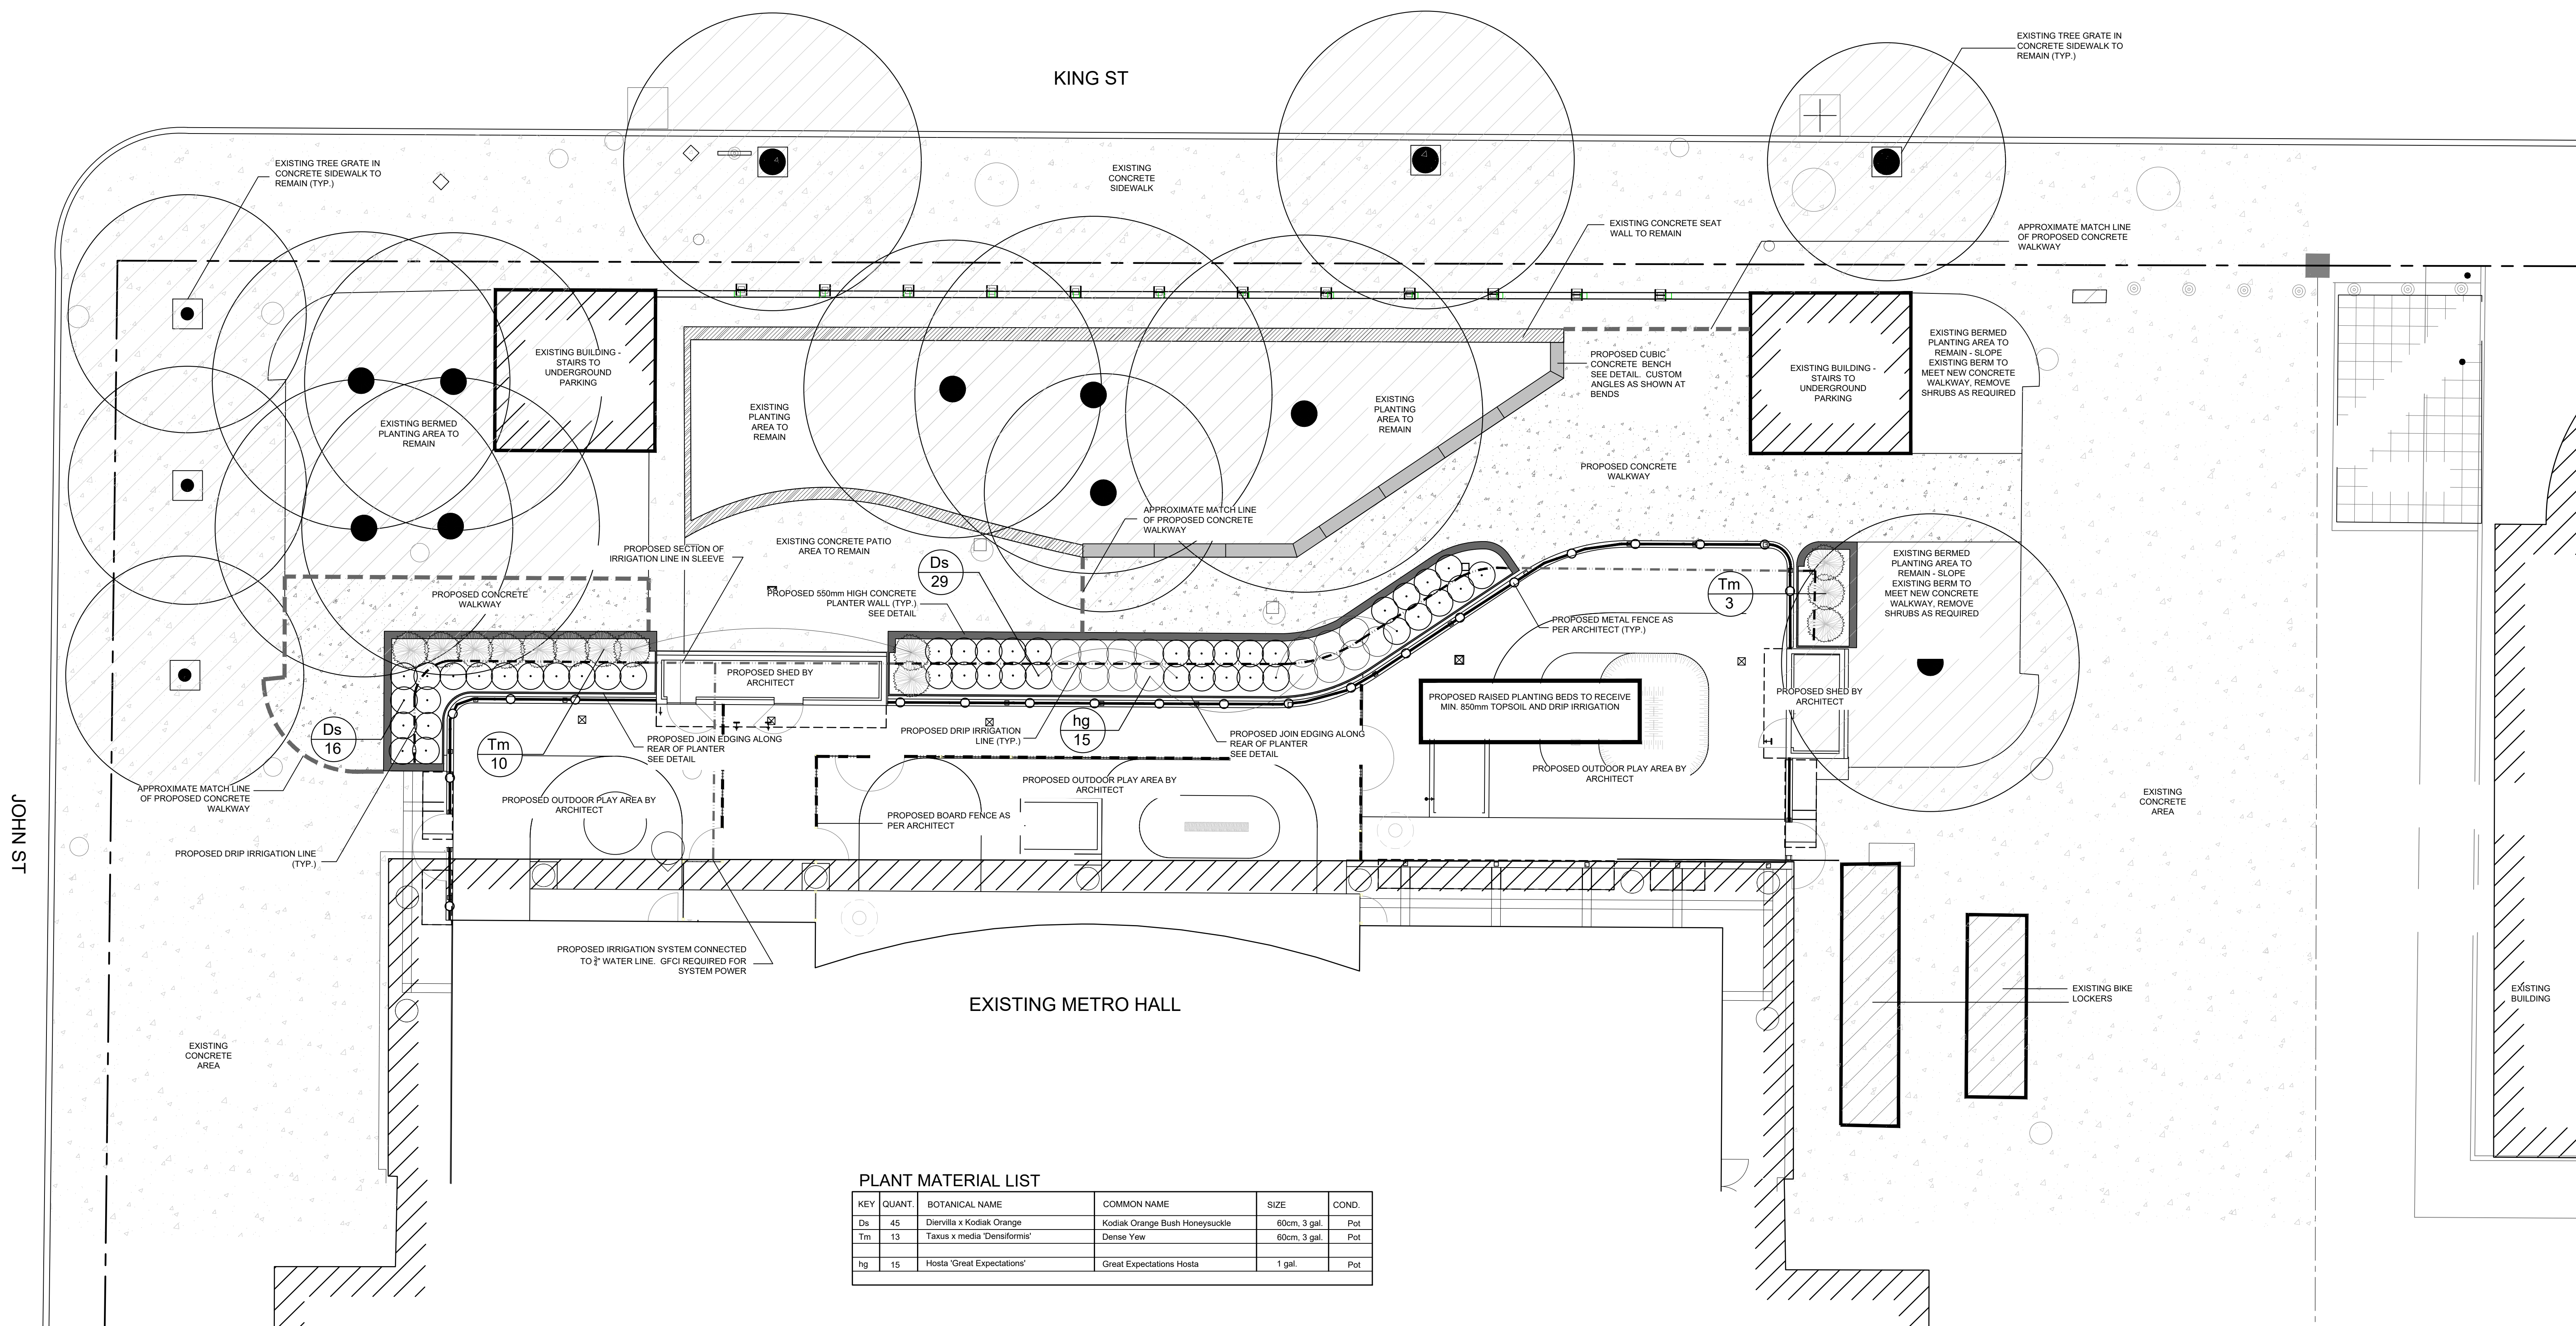 KING ST
EXISTING TREE GRATE IN
CONCRETE SIDEWALK TO
REMAIN (TYP.)
EXISTING TREE GRATE IN
CONCRETE SIDEWALK TO
REMAIN (TYP.)
EXISTING
CONCRETE
SIDEWALK
EXISTING CONCRETE SEAT
WALL TO REMAIN
APPROXIMATE MATCH LINE
OF PROPOSED CONCRETE
WALKWAY
EXISTING BUILDING -
STAIRS TO
UNDERGROUND
PARKING
EXISTING BERMED
PLANTING AREA TO
REMAIN
EXISTING
PLANTING
AREA TO
REMAIN
EXISTING
PLANTING
AREA TO
REMAIN
PROPOSED CUBIC
CONCRETE BENCH
SEE DETAIL. CUSTOM
ANGLES AS SHOWN AT
BENDS
EXISTING BUILDING -
STAIRS TO
UNDERGROUND
PARKING
EXISTING BERMED
PLANTING AREA TO
REMAIN - SLOPE
EXISTING BERM TO
MEET NEW CONCRETE
WALKWAY, REMOVE
SHRUBS AS REQUIRED
PROPOSED CONCRETE
WALKWAY
APPROXIMATE MATCH LINE
OF PROPOSED CONCRETE
WALKWAY
PROPOSED SECTION OF
IRRIGATION LINE IN SLEEVE
EXISTING CONCRETE PATIO
AREA TO REMAIN
Ds
29
PROPOSED CONCRETE
WALKWAY
PROPOSED 550mm HIGH CONCRETE
PLANTER WALL (TYP.)
SEE DETAIL
Tm
3
EXISTING BERMED
PLANTING AREA TO
REMAIN - SLOPE
EXISTING BERM TO
MEET NEW CONCRETE
WALKWAY, REMOVE
SHRUBS AS REQUIRED
PROPOSED METAL FENCE AS
PER ARCHITECT (TYP.)
PROPOSED SHED BY
ARCHITECT
PROPOSED RAISED PLANTING BEDS TO RECEIVE
MIN. 850mm TOPSOIL AND DRIP IRRIGATION
PROPOSED SHED BY
ARCHITECT
Ds
16
Tm
10
PROPOSED JOIN EDGING ALONG
REAR OF PLANTER
SEE DETAIL
PROPOSED DRIP IRRIGATION
LINE (TYP.)
hg
15
PROPOSED JOIN EDGING ALONG
REAR OF PLANTER
SEE DETAIL
PROPOSED OUTDOOR PLAY AREA BY
ARCHITECT
APPROXIMATE MATCH LINE
OF PROPOSED CONCRETE
WALKWAY
PROPOSED OUTDOOR PLAY AREA BY
ARCHITECT
PROPOSED OUTDOOR PLAY AREA BY
ARCHITECT
PROPOSED BOARD FENCE AS
PER ARCHITECT
EXISTING
CONCRETE
AREA
JOHN ST
PROPOSED DRIP IRRIGATION LINE
(TYP.)
PROPOSED IRRIGATION SYSTEM CONNECTED
TO ¾" WATER LINE. GFCI REQUIRED FOR
SYSTEM POWER
EXISTING METRO HALL
EXISTING BIKE
LOCKERS
EXISTING
BUILDING
EXISTING
CONCRETE
AREA
PLANT MATERIAL LIST
KEY QUANT. BOTANICAL NAME COMMON NAME SIZE COND.
Ds 45 Diervilla x Kodiak Orange Kodiak Orange Bush Honeysuckle 60cm, 3 gal. Pot
Tm 13 Taxus x media 'Densiformis' Dense Yew 60cm, 3 gal. Pot
hg 15 Hosta 'Great Expectations' Great Expectations Hosta 1 gal. Pot